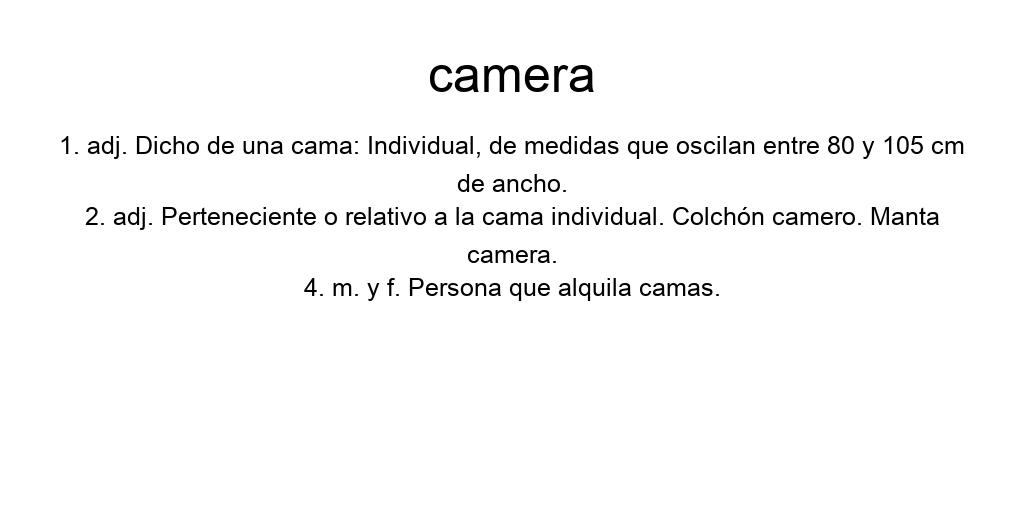 camera
1. adj. Dicho de una cama: Individual, de medidas que oscilan entre 80 y 105 cm
de ancho.
2. adj. Perteneciente o relativo a la cama individual. Colchón camero. Manta
camera.
4. m. y f. Persona que alquila camas.